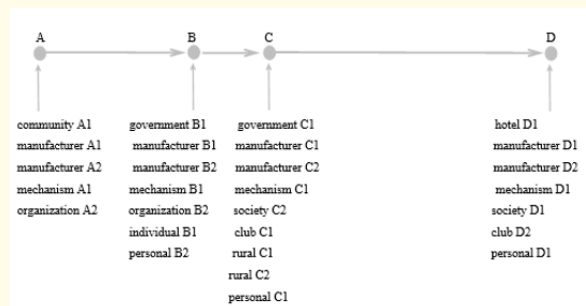 A B C D
community A1
manufacturer A1
manufacturer A2
mechanism A1
organization A2
government B1
manufacturer B1
manufacturer B2
mechanism B1
organization B2
individual B1
personal B2
government C1
manufacturer C1
manufacturer C2
mechanism C1
society C2
club C1
rural C1
rural C2
personal C1
hotel D1
manufacturer D1
manufacturer D2
mechanism D1
society D1
club D2
personal D1